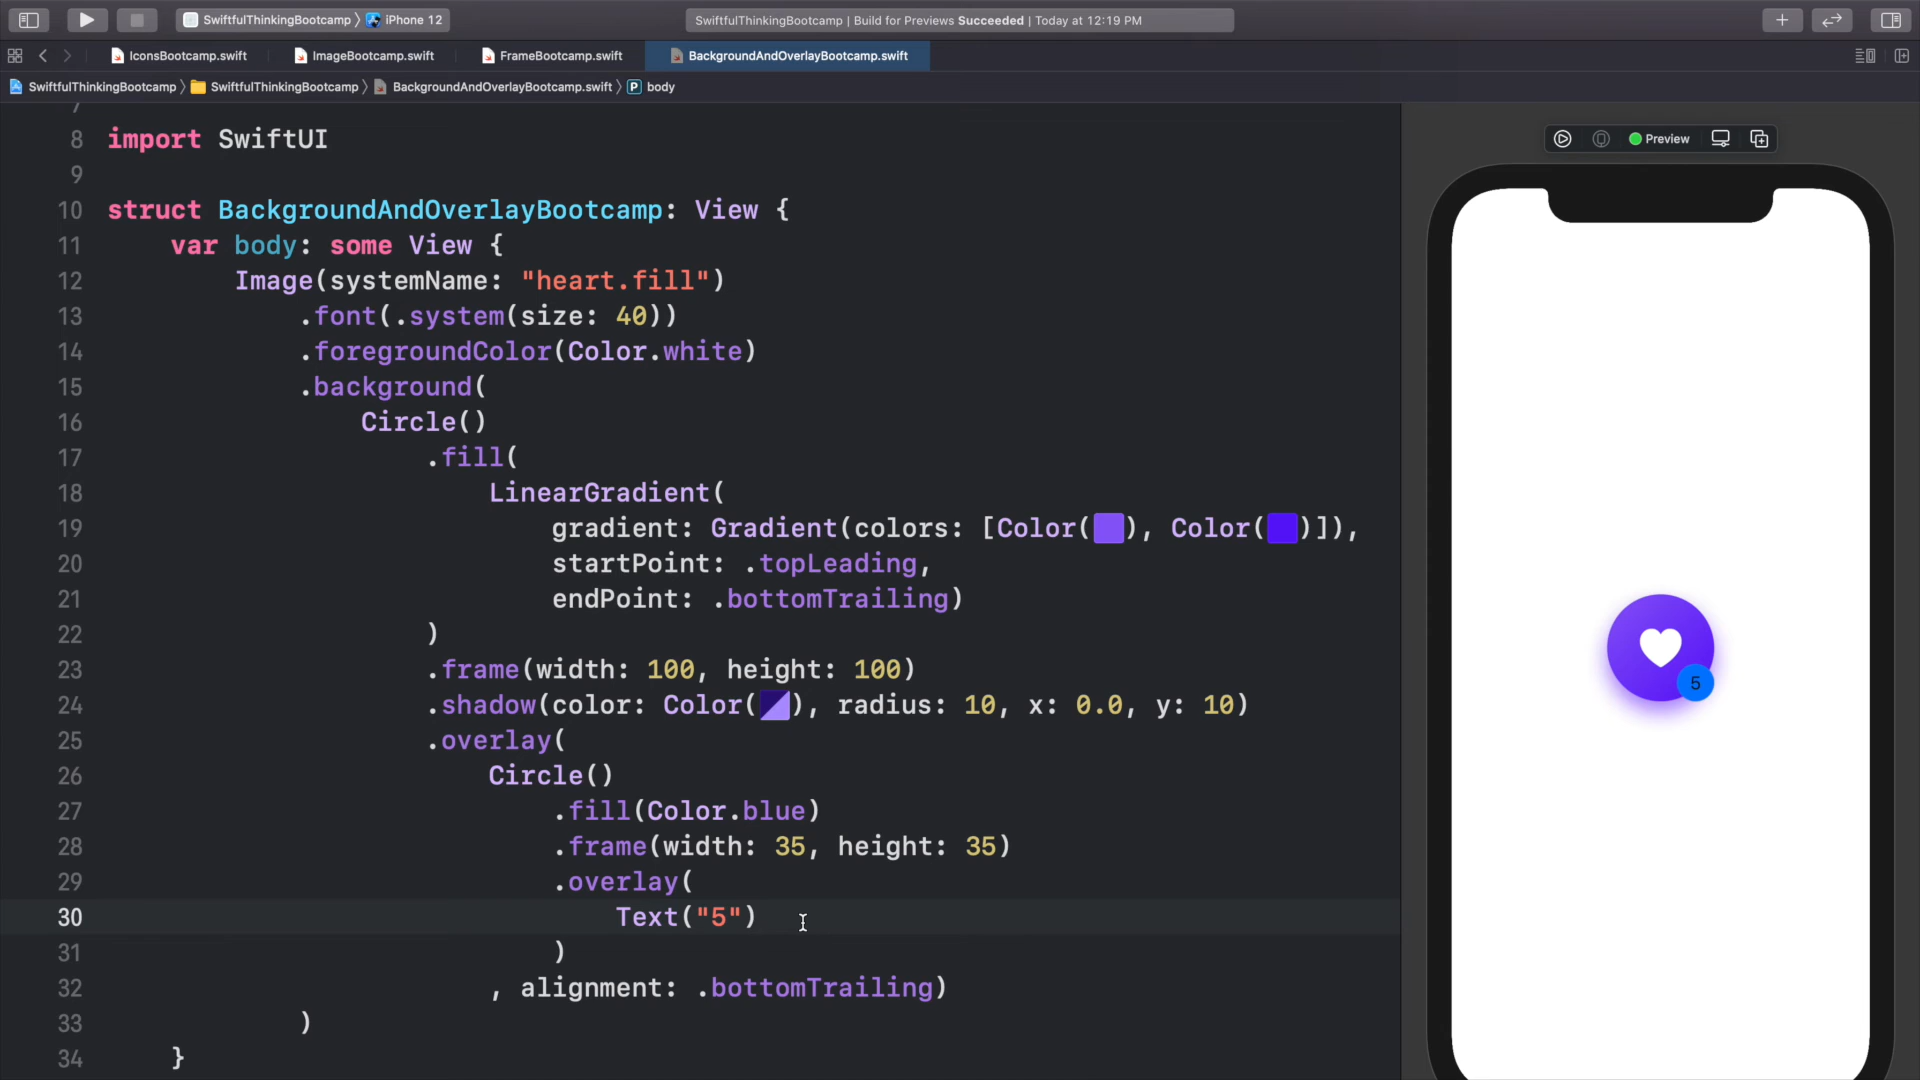 SwiftfulThinkingBootcamp 〉 iPhone 12
SwiftfulThinkingBootcamp | Build for Previews Succeeded | Today at 12:19 PM
IconsBootcamp.swift
ImageBootcamp.swift
FrameBootcamp.swift
BackgroundAndOverlayBootcamp.swift
SwiftfulThinkingBootcamp 〉 SwiftfulThinkingBootcamp 〉 BackgroundAndOverlayBootcamp.swift 〉 P body
7
8 import SwiftUI
9
10 struct BackgroundAndOverlayBootcamp: View {
11 var body: some View {
12 Image(systemName: "heart.fill")
13 .font(.system(size: 40))
14 .foregroundColor(Color.white)
15 .background(
16 Circle()
17 .fill(
18 LinearGradient(
19 gradient: Gradient(colors: [Color( ), Color( )]),
20 startPoint: .topLeading,
21 endPoint: .bottomTrailing)
22 )
23 .frame(width: 100, height: 100)
24 .shadow(color: Color( ), radius: 10, x: 0.0, y: 10)
25 .overlay(
26 Circle()
27 .fill(Color.blue)
28 .frame(width: 35, height: 35)
29 .overlay(
30 Text("5")
31 )
32 , alignment: .bottomTrailing)
33 )
34 }
Preview
5